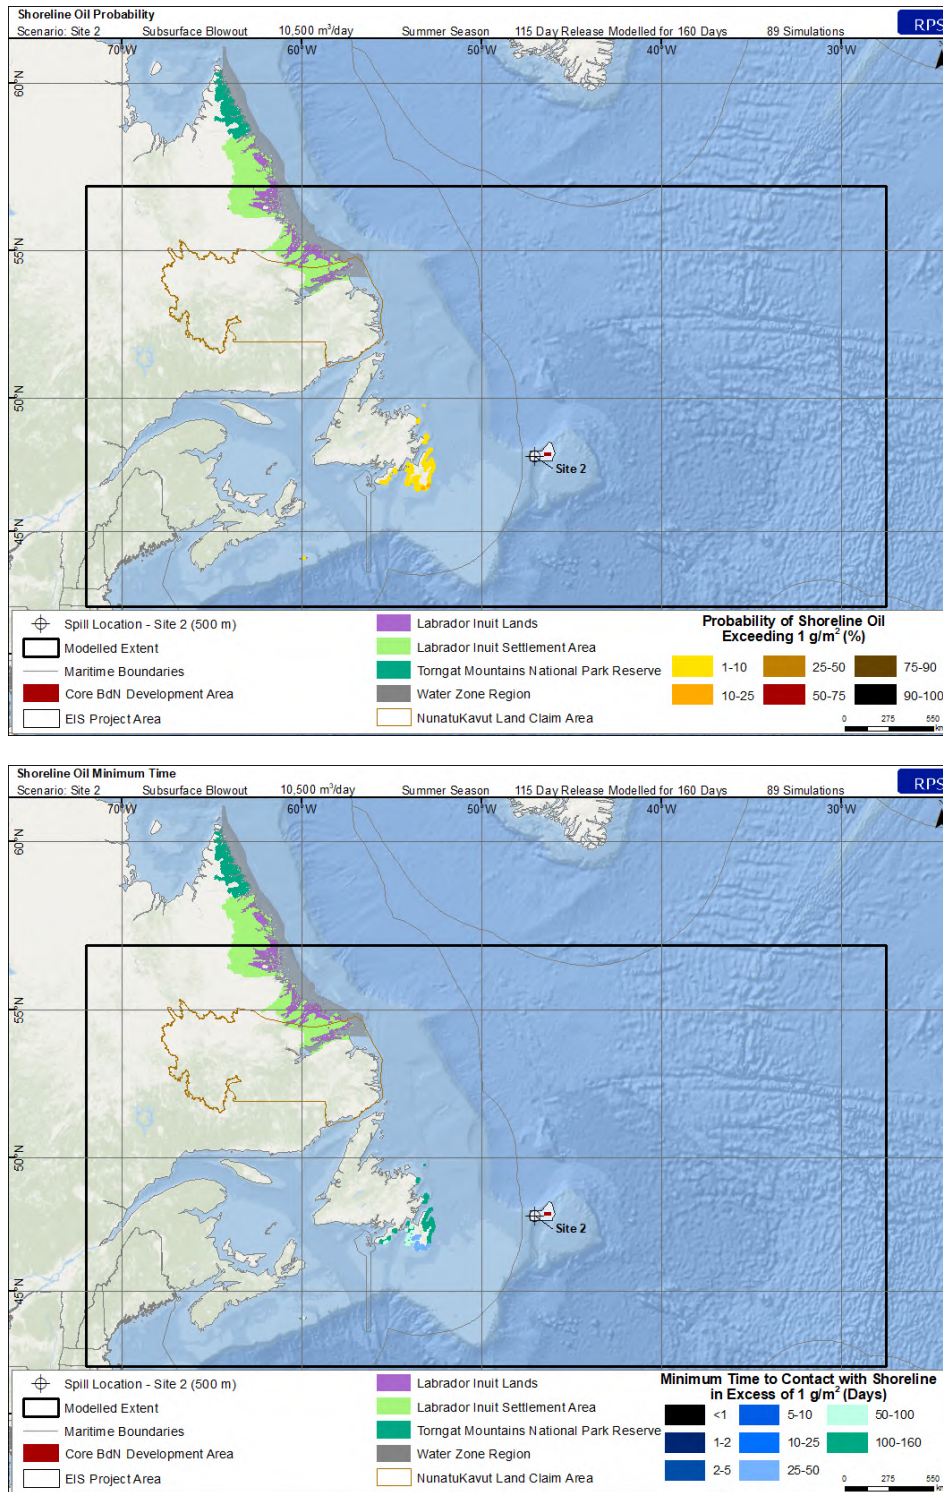 Shoreline Oil Probability
Scenario: Site 2 Subsurface Blowout 10,500 m³/day Summer Season 115 Day Release Modelled for 160 Days 89 Simulations
RPS
70°W 60°W 50°W 40°W 30°W
60°N
55°N
50°N
Site 2
45°N
Spill Location - Site 2 (500 m)
Modelled Extent
Maritime Boundaries
Core BdN Development Area
EIS Project Area
Labrador Inuit Lands
Labrador Inuit Settlement Area
Torngat Mountains National Park Reserve
Water Zone Region
NunatuKavut Land Claim Area
Probability of Shoreline Oil
Exceeding 1 g/m² (%)
1-10 25-50 75-90
10-25 50-75 90-100
0 275 550
km
Shoreline Oil Minimum Time
Scenario: Site 2 Subsurface Blowout 10,500 m³/day Summer Season 115 Day Release Modelled for 160 Days 89 Simulations
RPS
70°W 60°W 50°W 40°W 30°W
60°N
55°N
50°N
Site 2
45°N
Spill Location - Site 2 (500 m)
Modelled Extent
Maritime Boundaries
Core BdN Development Area
EIS Project Area
Labrador Inuit Lands
Labrador Inuit Settlement Area
Torngat Mountains National Park Reserve
Water Zone Region
NunatuKavut Land Claim Area
Minimum Time to Contact with Shoreline
in Excess of 1 g/m² (Days)
<1 5-10 50-100
1-2 10-25 100-160
2-5 25-50
0 275 550